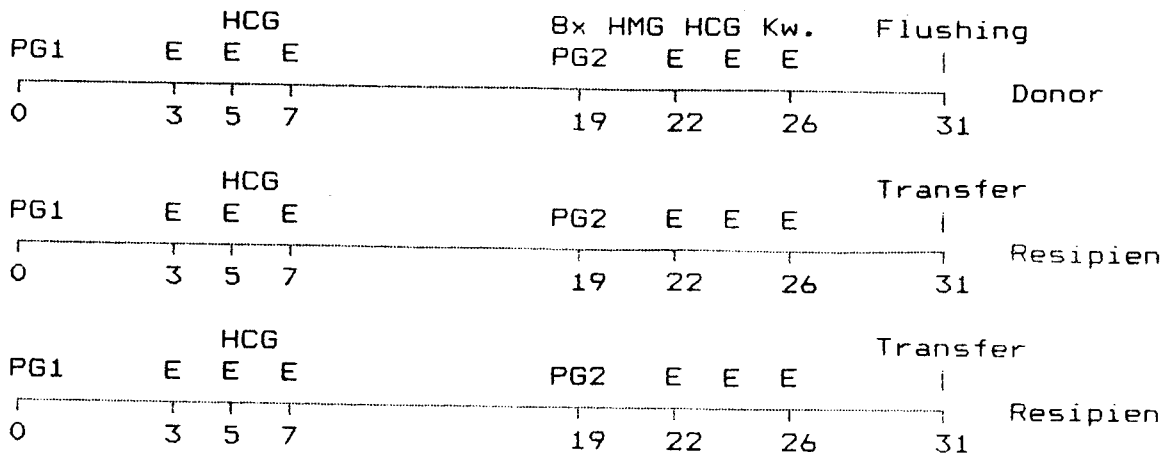 HCG 8x HMG HCG Kw. Flushing
PG1 E E E PG2 E E E
Donor
0 3 5 7 19 22 26 31
HCG Transfer
PG1 E E E PG2 E E E
Resipien
0 3 5 7 19 22 26 31
HCG Transfer
PG1 E E E PG2 E E E
Resipien
0 3 5 7 19 22 26 31